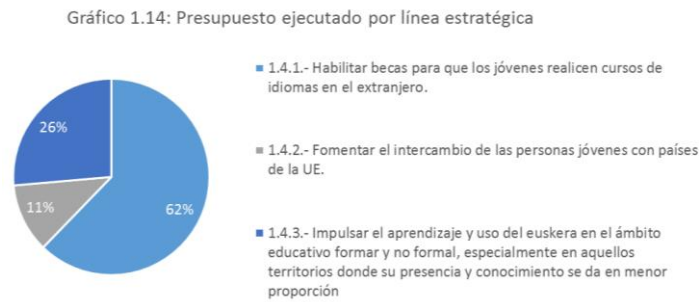 Gráfico 1.14: Presupuesto ejecutado por línea estratégica
1.4.1.- Habilitar becas para que los jóvenes realicen cursos de
idiomas en el extranjero.
26%
1.4.2.- Fomentar el intercambio de las personas jóvenes con países
de la UE.
11%
62%
1.4.3.- Impulsar el aprendizaje y uso del euskera en el ámbito
educativo formar y no formal, especialmente en aquellos
territorios donde su presencia y conocimiento se da en menor
proporción